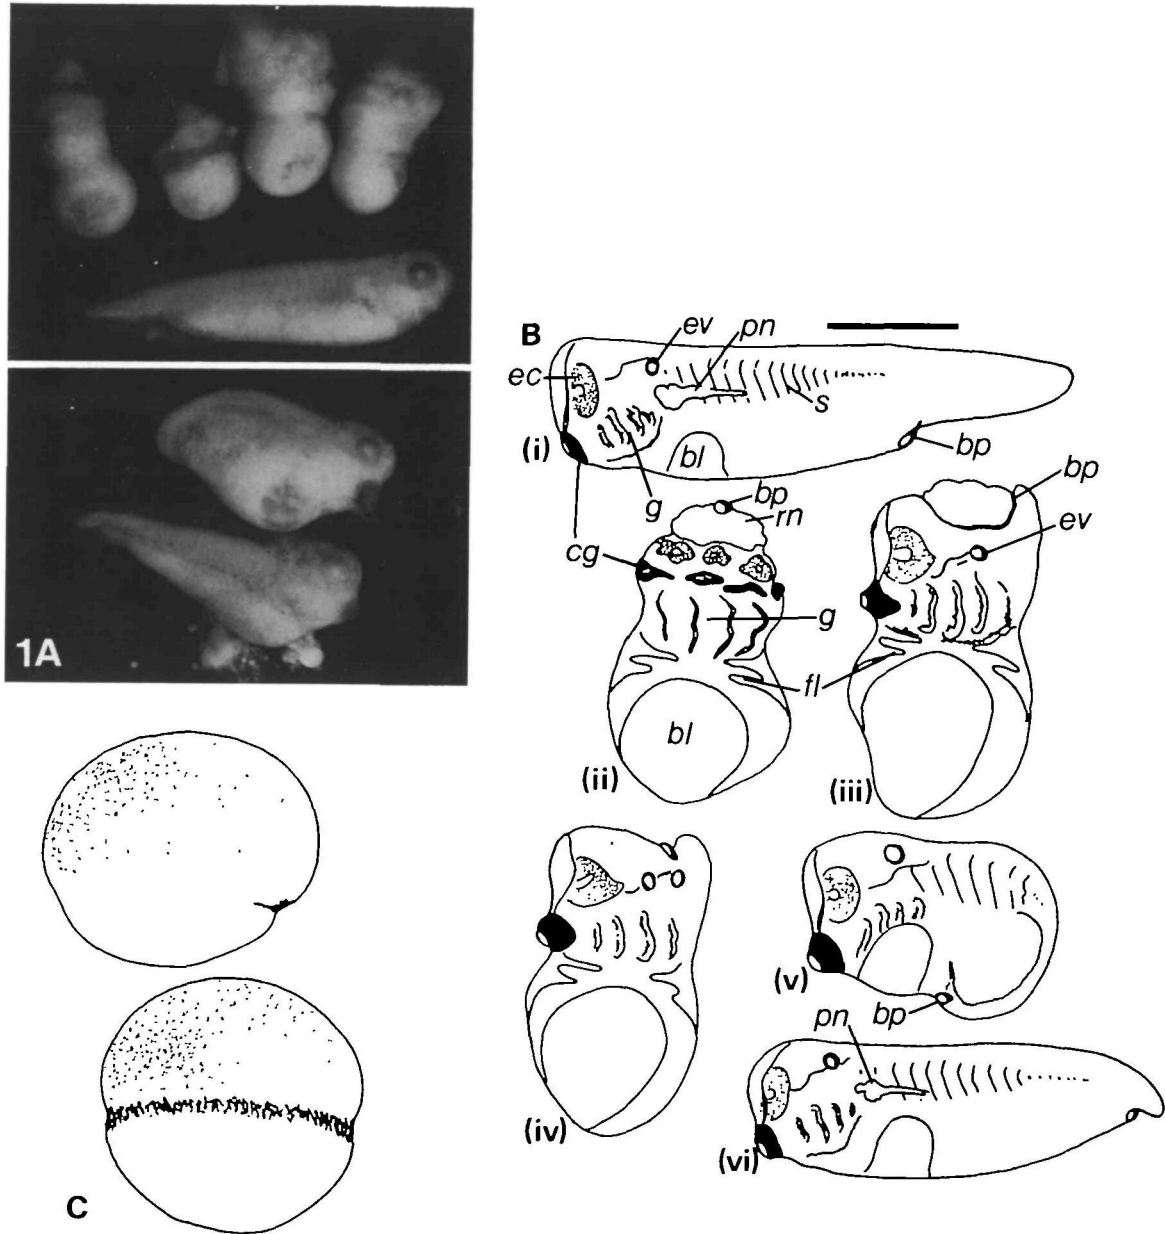 1A
B
ev
pn
ec
s
(i)
bl
bp
g
bp
rn
bp
ev
cg
g
fl
bl
(ii)
(iii)
(iv)
(v)
bp
pn
(vi)
C